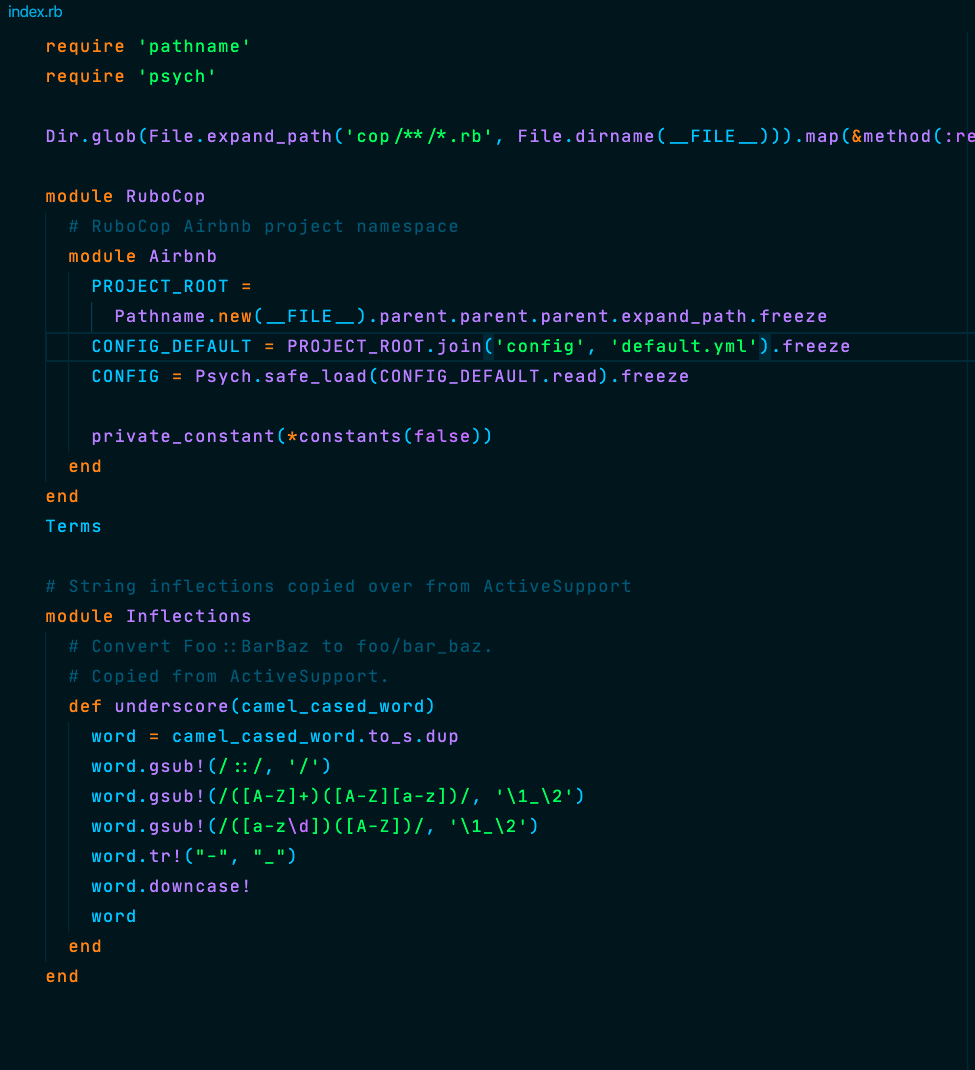 index.rb
require 'pathname'
require 'psych'
Dir.glob(File.expand_path('cop/**/*.rb', File.dirname(__FILE__))).map(&method(:re
module RuboCop
# RuboCop Airbnb project namespace
module Airbnb
PROJECT_ROOT =
Pathname.new(__FILE__).parent.parent.parent.expand_path.freeze
CONFIG_DEFAULT = PROJECT_ROOT.join('config', 'default.yml').freeze
CONFIG = Psych.safe_load(CONFIG_DEFAULT.read).freeze
private_constant(*constants(false))
end
end
Terms
# String inflections copied over from ActiveSupport
module Inflections
# Convert Foo::BarBaz to foo/bar_baz.
# Copied from ActiveSupport.
def underscore(camel_cased_word)
word = camel_cased_word.to_s.dup
word.gsub!(/::/, '/')
word.gsub!(/([A-Z]+)([A-Z][a-z])/, '\1_\2')
word.gsub!(/([a-z\d])([A-Z])/, '\1_\2')
word.tr!("-", "_")
word.downcase!
word
end
end